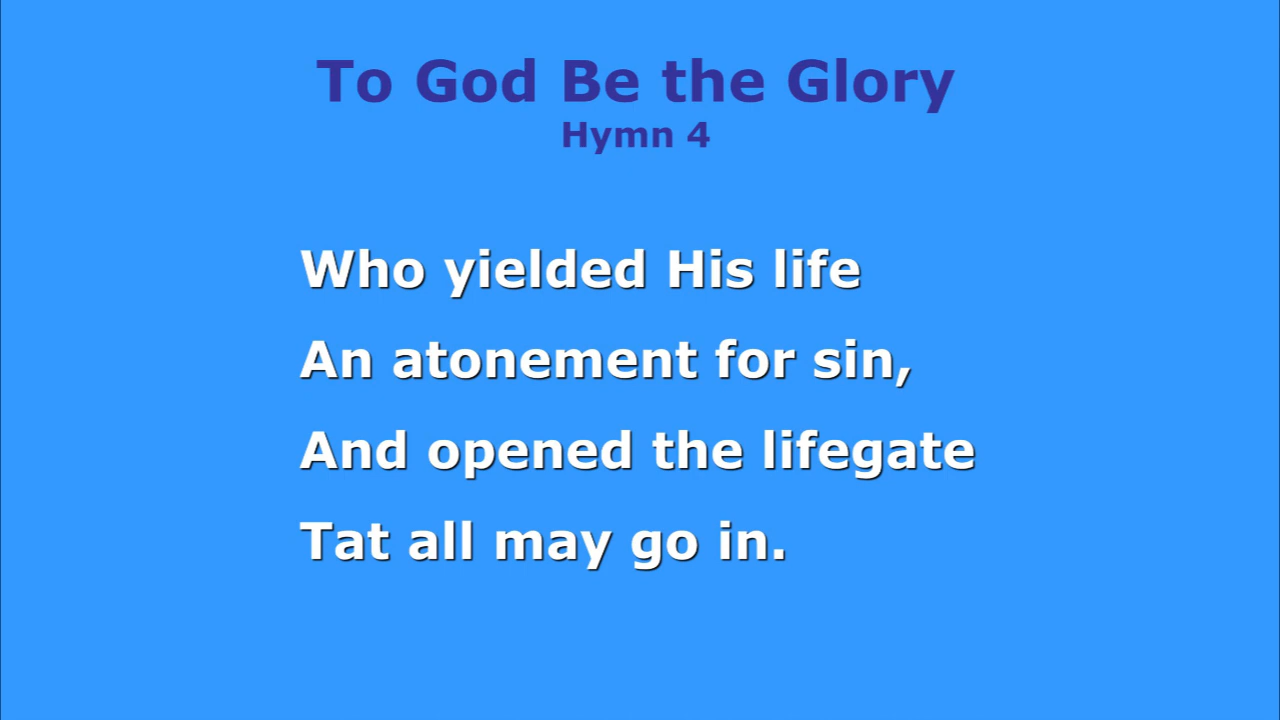 To God Be the Glory
Hymn 4
Who yielded His life
An atonement for sin,
And opened the lifegate
Tat all may go in.